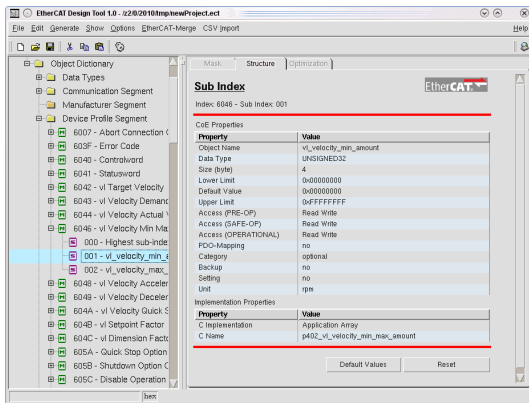 EtherCAT Design Tool 1.0 - /z2/0/2010/tmp/newProject.ect
File Edit Generate Show Options EtherCAT-Merge CSV Import Help
Object Dictionary
Data Types
Communication Segment
Manufacturer Segment
Device Profile Segment
6007 - Abort Connection
603F - Error Code
6040 - Controlword
6041 - Statusword
6042 - vl Target Velocity
6043 - vl Velocity Demand
6044 - vl Velocity Actual
6046 - vl Velocity Min Ma
000 - Highest sub-inde
001 - vl_velocity_min_a
002 - vl_velocity_max_
6048 - vl Velocity Acceler
6049 - vl Velocity Deceler
604A - vl Velocity Quick S
604B - vl Setpoint Factor
604C - vl Dimension Facto
605A - Quick Stop Option
605B - Shutdown Option C
605C - Disable Operation
Mask Structure Optimization
Sub Index
EtherCAT
Index: 6046 - Sub Index: 001
CoE Properties
Property Value
Object Name vl_velocity_min_amount
Data Type UNSIGNED32
Size (byte) 4
Lower Limit 0x00000000
Default Value 0x00000000
Upper Limit 0xFFFFFFFF
Access (PRE-OP) Read Write
Access (SAFE-OP) Read Write
Access (OPERATIONAL) Read Write
PDO-Mapping no
Category optional
Backup no
Setting no
Unit rpm
Implementation Properties
Property Value
C Implementation Application Array
C Name p402_vl_velocity_min_max_amount
Default Values Reset
hex